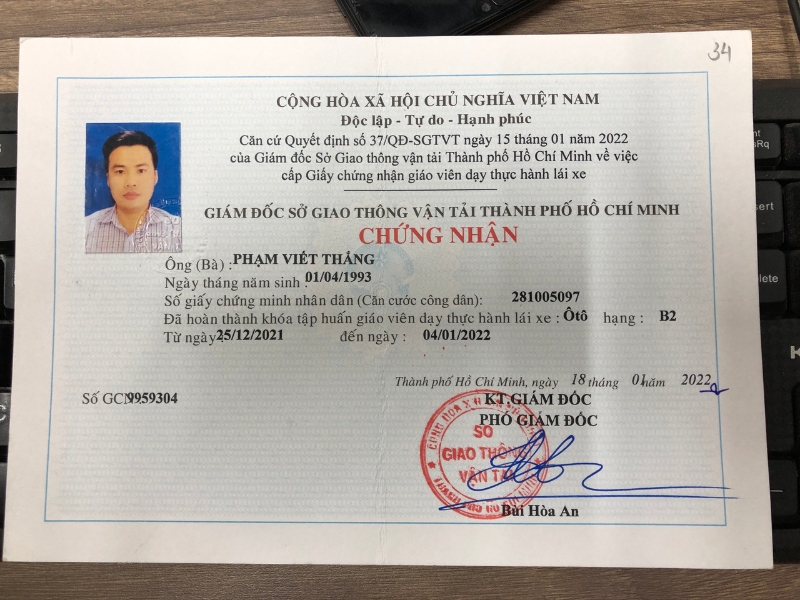 34
CỘNG HÒA XÃ HỘI CHỦ NGHĨA VIỆT NAM
Độc lập - Tự do - Hạnh phúc
Căn cứ Quyết định số 37/QĐ-SGTVT ngày 15 tháng 01 năm 2022
của Giám đốc Sở Giao thông vận tải Thành phố Hồ Chí Minh về việc
cấp Giấy chứng nhận giáo viên dạy thực hành lái xe
GIÁM ĐỐC SỞ GIAO THÔNG VẬN TẢI THÀNH PHỐ HỒ CHÍ MINH
CHỨNG NHẬN
Ông (Bà) : PHẠM VIẾT THẮNG
Ngày tháng năm sinh : 01/04/1993
Số giấy chứng minh nhân dân (Căn cước công dân): 281005097
Đã hoàn thành khóa tập huấn giáo viên dạy thực hành lái xe : Ôtô hạng : B2
Từ ngày : 25/12/2021 đến ngày : 04/01/2022
Thành phố Hồ Chí Minh, ngày 18 tháng 01 năm 2022
Số GCN 9959304
KT.GIÁM ĐỐC
PHÓ GIÁM ĐỐC
SỞ
GIAO THÔNG
VẬN TẢI
Bùi Hòa An